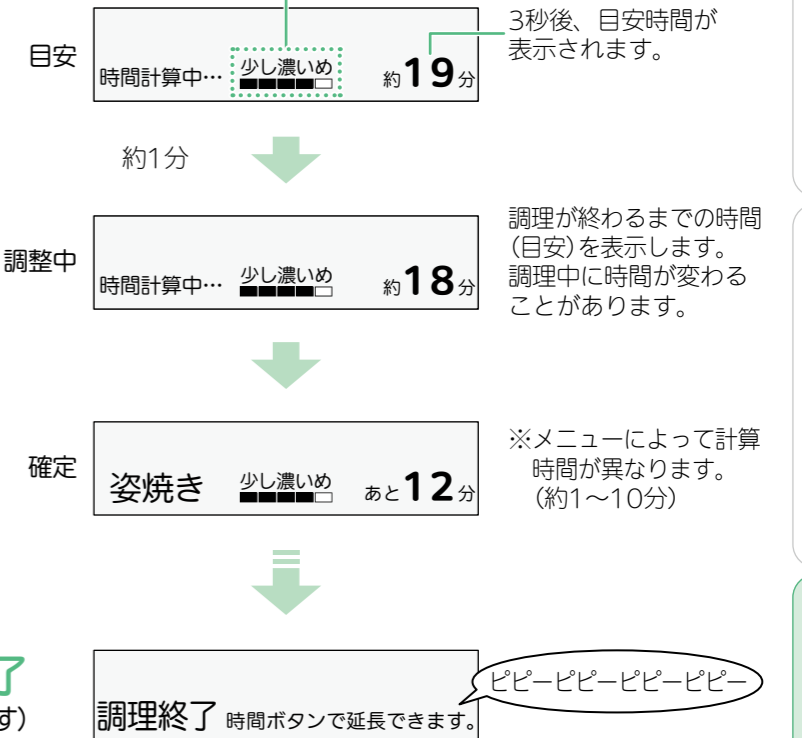 目安
時間計算中… 少し濃いめ 約19分
3秒後、目安時間が
表示されます。
約1分
調整中
時間計算中… 少し濃いめ 約18分
調理が終わるまでの時間
(目安)を表示します。
調理中に時間が変わる
ことがあります。
確定
姿焼き 少し濃いめ あと12分
※メニューによって計算
時間が異なります。
(約1〜10分)
了
す)
調理終了 時間ボタンで延長できます。
ピピーピピーピピーピピー